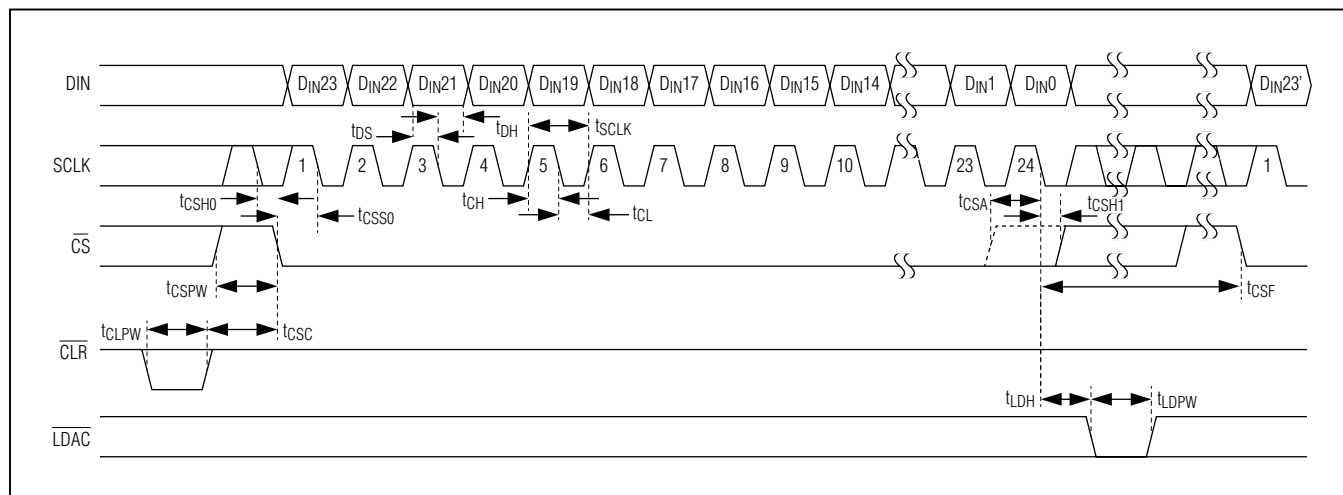 DIN DIN23 DIN22 DIN21 DIN20 DIN19 DIN18 DIN17 DIN16 DIN15 DIN14 DIN1 DIN0 DIN23'
tDS tDH tSCLK
SCLK 1 2 3 4 5 6 7 8 9 10 23 24 1
tCSH0 tCSS0 tCH tCL tCSA tCSH1
CS
tCSPW tCSF
tCLPW tCSC
CLR
tLDH tLDPW
LDAC